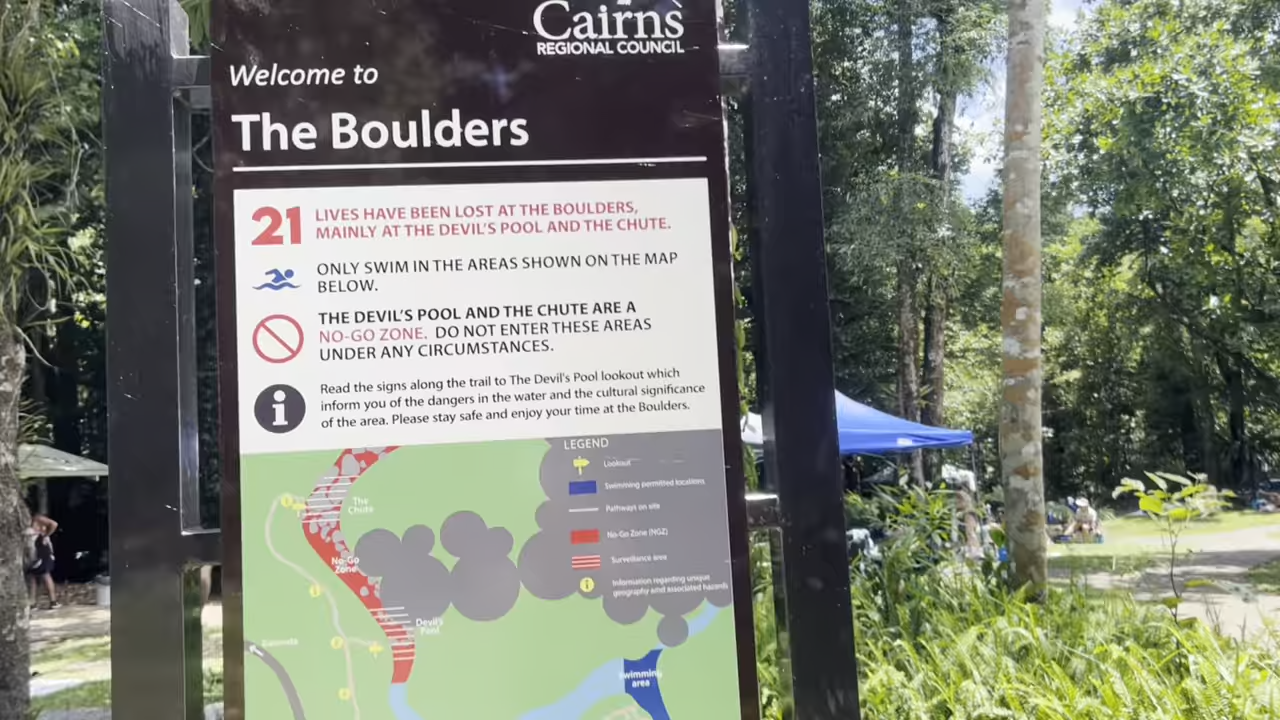 Cairns
REGIONAL COUNCIL
Welcome to
The Boulders
21
LIVES HAVE BEEN LOST AT THE BOULDERS,
MAINLY AT THE DEVIL'S POOL AND THE CHUTE.
ONLY SWIM IN THE AREAS SHOWN ON THE MAP
BELOW.
THE DEVIL'S POOL AND THE CHUTE ARE A
NO-GO ZONE. DO NOT ENTER THESE AREAS
UNDER ANY CIRCUMSTANCES.
i
Read the signs along the trail to The Devil's Pool lookout which
inform you of the dangers in the water and the cultural significance
of the area. Please stay safe and enjoy your time at the Boulders.
LEGEND
Lookout
Swimming permitted locations
Pathways on site
No-Go Zone (NGZ)
Surveillance area
i
Information regarding unique
geography and associated hazards
The
Chute
No-Go
Zone
Devil's
Pool
Swimming
area